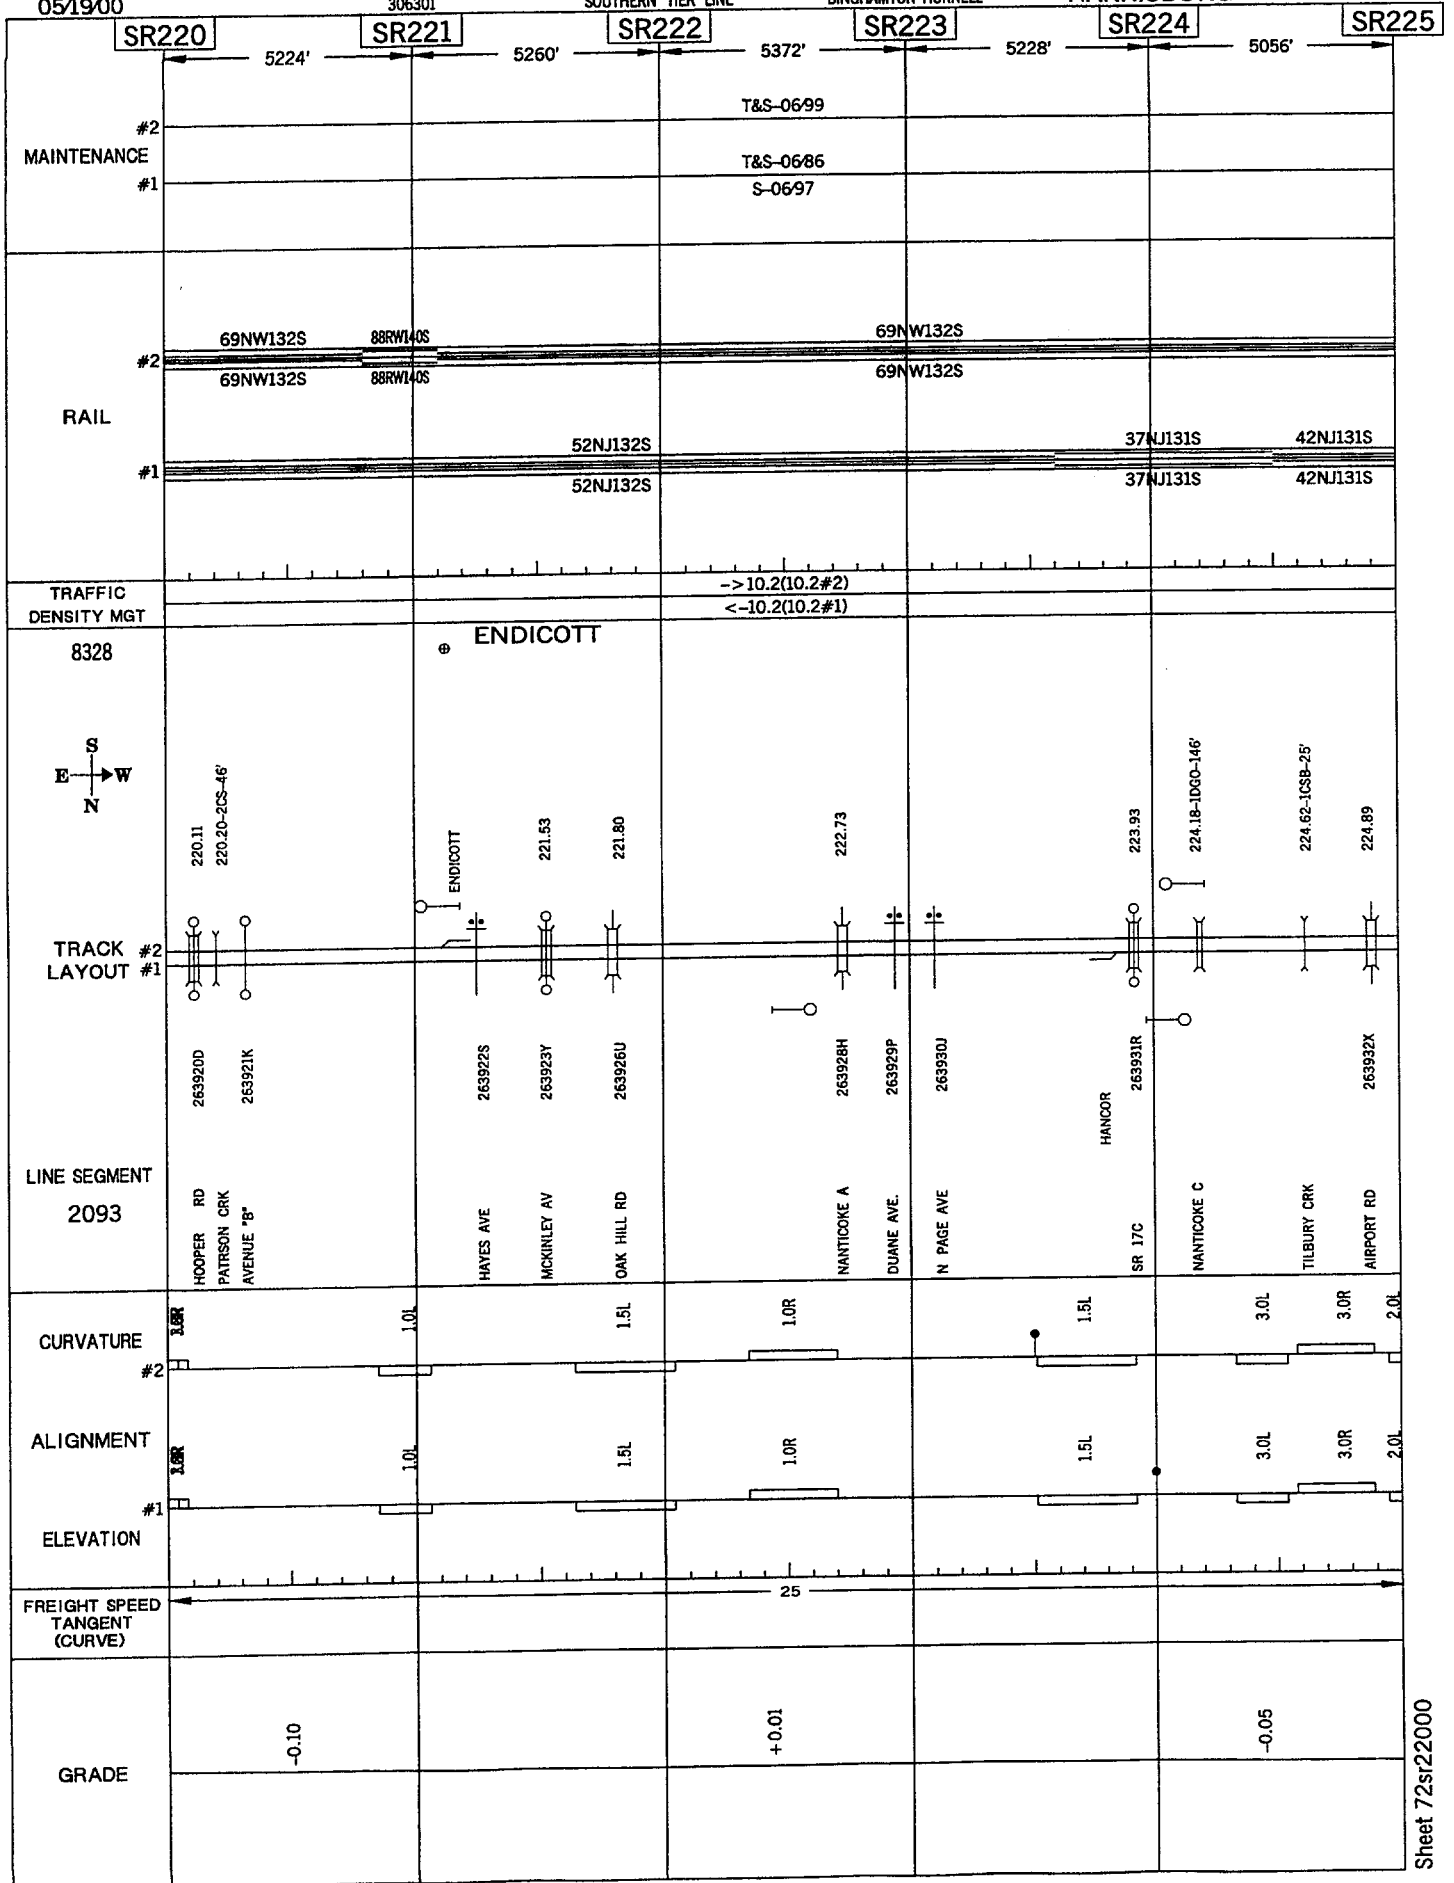 05/19/00 306301
SR220 SR221 SR222 SR223 SR224 SR225
5224' 5260' 5372' 5228' 5056'
MAINTENANCE
#2 T&S-06/99
#1 T&S-06/86
S-06/97
RAIL
69NW132S 88RW140S 69NW132S
#2
69NW132S 88RW140S 69NW132S
52NJ132S 37NJ131S 42NJ131S
#1
52NJ132S 37NJ131S 42NJ131S
TRAFFIC
DENSITY MGT
->10.2(10.2#2)
<-10.2(10.2#1)
8328
ENDICOTT
S
E W
N
220.11
220.20-2CS-46'
ENDICOTT
221.53
221.80
222.73
223.93
224.18-1DGO-146'
224.62-1CSB-25'
224.89
TRACK #2
LAYOUT #1
263920D
263921K
263922S
263923Y
263926U
263928H
263929P
263930J
HANCOR
263931R
263932X
LINE SEGMENT
2093
HOOPER RD
PATRSON CRK
AVENUE "B"
HAYES AVE
MCKINLEY AV
OAK HILL RD
NANTICOKE A
DUANE AVE.
N PAGE AVE
SR 17C
NANTICOKE C
TILBURY CRK
AIRPORT RD
CURVATURE
#2
1.0L 1.5L 1.0R 1.5L 3.0L 3.0R 2.0L
ALIGNMENT
#1
1.0L 1.5L 1.0R 1.5L 3.0L 3.0R 2.0L
ELEVATION
FREIGHT SPEED
TANGENT
(CURVE)
25
GRADE
-0.10 +0.01 -0.05
Sheet 72sr22000